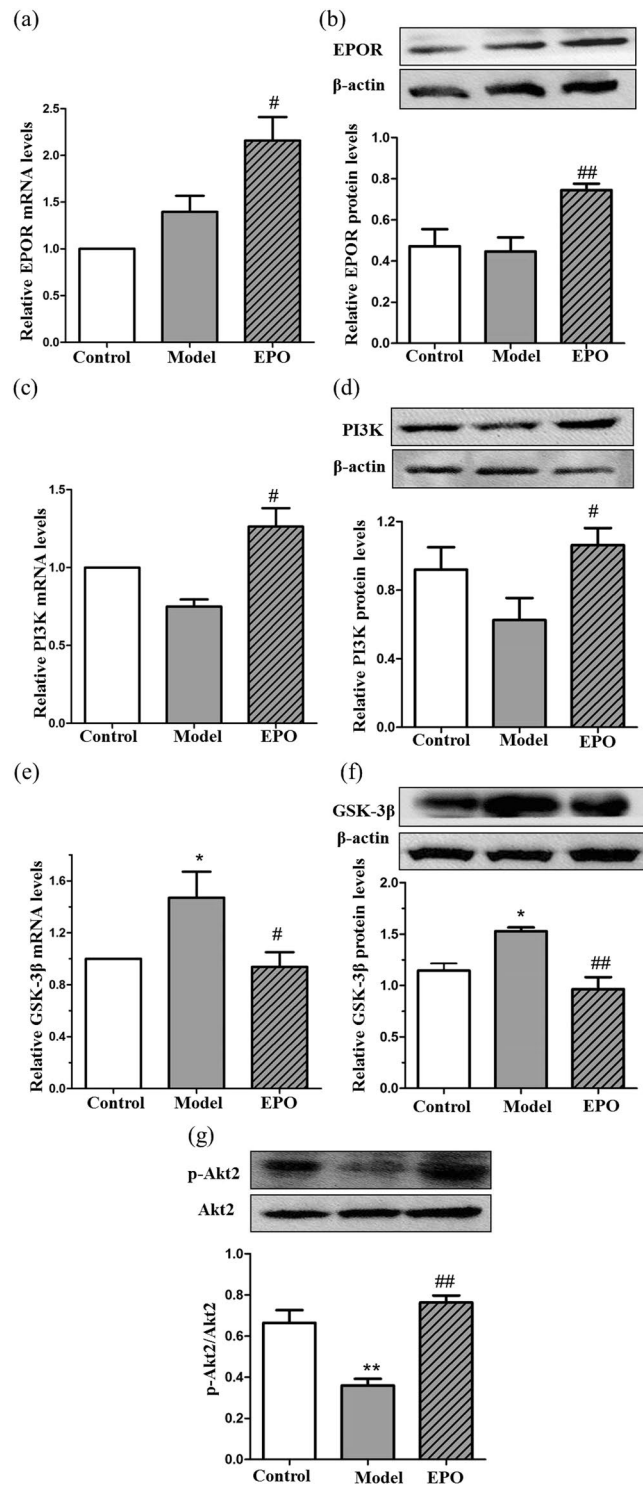 (a)
Relative EPOR mRNA levels
2.5
2.0
1.5
1.0
0.5
0.0
#
Control Model EPO
(b)
EPOR
β-actin
Relative EPOR protein levels
1.0
0.8
0.6
0.4
0.2
0.0
##
Control Model EPO
(c)
Relative PI3K mRNA levels
1.5
1.0
0.5
0.0
#
Control Model EPO
(d)
PI3K
β-actin
Relative PI3K protein levels
1.2
0.8
0.4
0.0
#
Control Model EPO
(e)
Relative GSK-3β mRNA levels
1.6
1.2
0.8
0.4
0.0
*
#
Control Model EPO
(f)
GSK-3β
β-actin
Relative GSK-3β protein levels
2.0
1.5
1.0
0.5
0.0
*
##
Control Model EPO
(g)
p-Akt2
Akt2
p-Akt2/Akt2
0.8
0.4
0.2
0.0
**
##
Control Model EPO